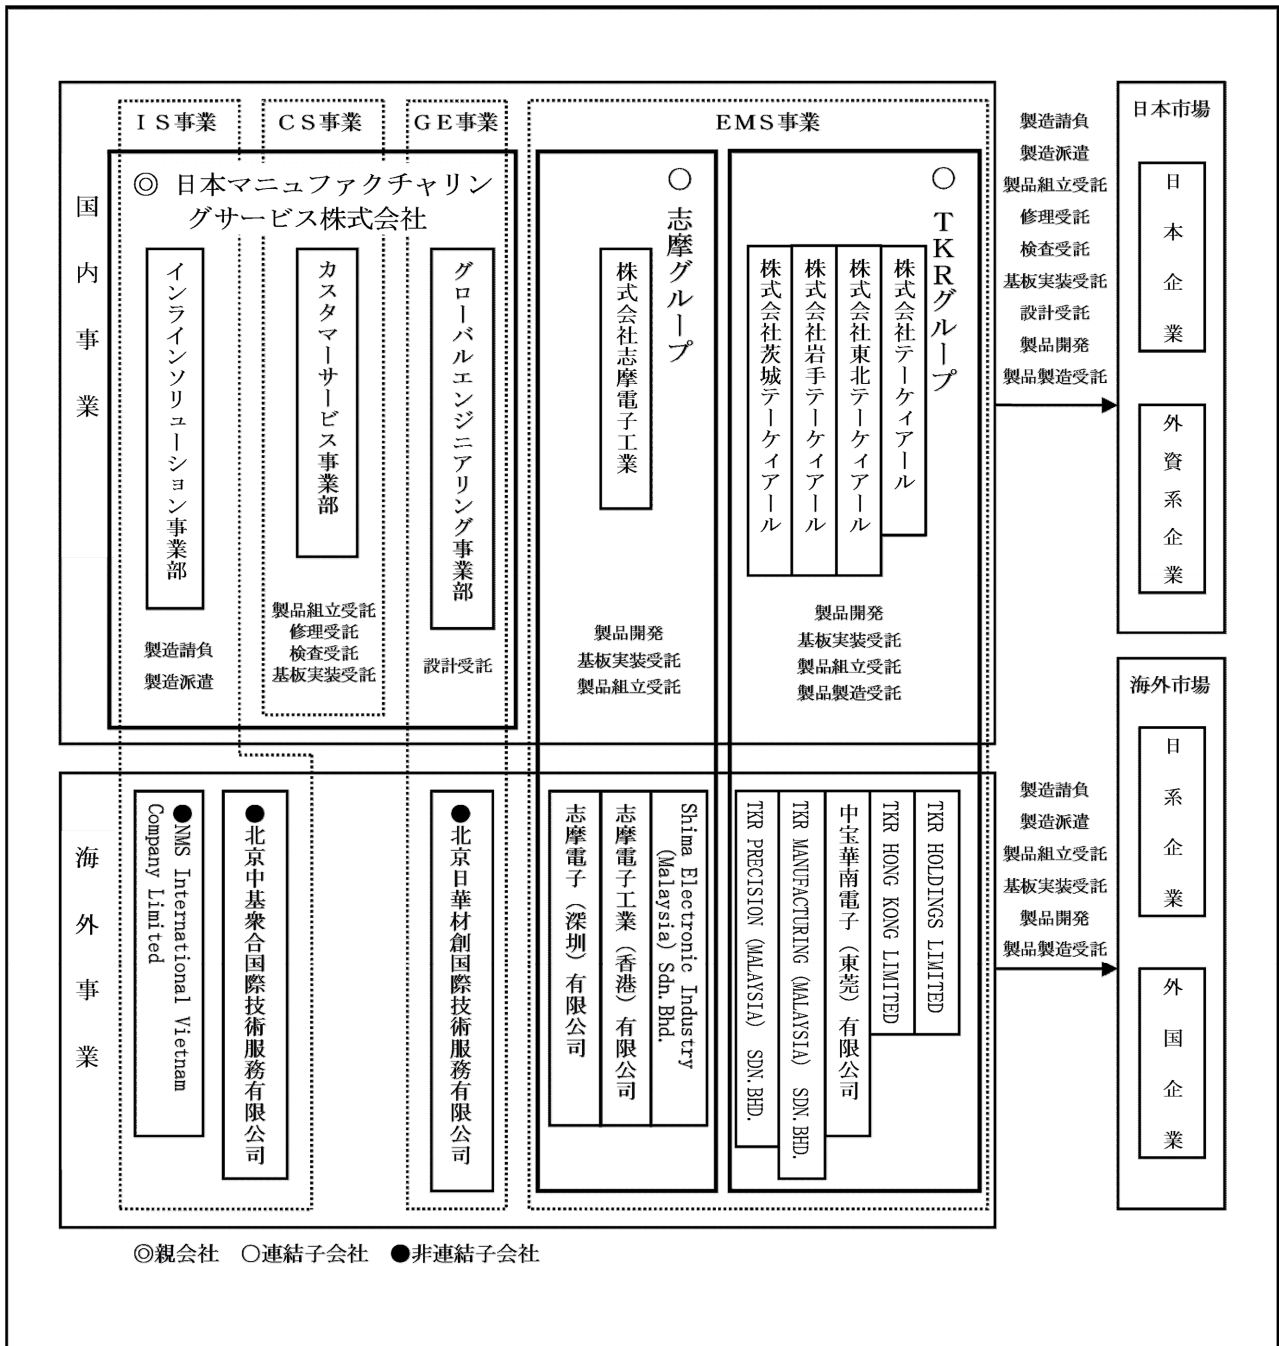 ＩＳ事業
ＣＳ事業
ＧＥ事業
EMS事業
国内事業
◎ 日本マニュファクチャリン
グサービス株式会社
インラインソリューション事業部
製造請負
製造派遣
カスタマーサービス事業部
製品組立受託
修理受託
検査受託
基板実装受託
グローバルエンジニアリング事業部
設計受託
○ 志摩グループ
株式会社志摩電子工業
製品開発
基板実装受託
製品組立受託
○ TKRグループ
株式会社テーケィアール
株式会社東北テーケィアール
株式会社岩手テーケィアール
株式会社茨城テーケィアール
製品開発
基板実装受託
製品組立受託
製品製造受託
製造請負
製造派遣
製品組立受託
修理受託
検査受託
基板実装受託
設計受託
製品開発
製品製造受託
日本市場
日本企業
外資系企業
海外事業
●NMS International Vietnam
Company Limited
●北京中基衆合国際技術服務有限公司
●北京日華材創国際技術服務有限公司
Shima Electronic Industry
(Malaysia) Sdn. Bhd.
志摩電子工業（香港）有限公司
志摩電子（深圳）有限公司
TKR HOLDINGS LIMITED
TKR HONG KONG LIMITED
中宝華南電子（東莞）有限公司
TKR MANUFACTURING (MALAYSIA) SDN. BHD.
TKR PRECISION (MALAYSIA) SDN. BHD.
製造請負
製造派遣
製品組立受託
基板実装受託
製品開発
製品製造受託
海外市場
日系企業
外国企業
◎親会社 ○連結子会社 ●非連結子会社